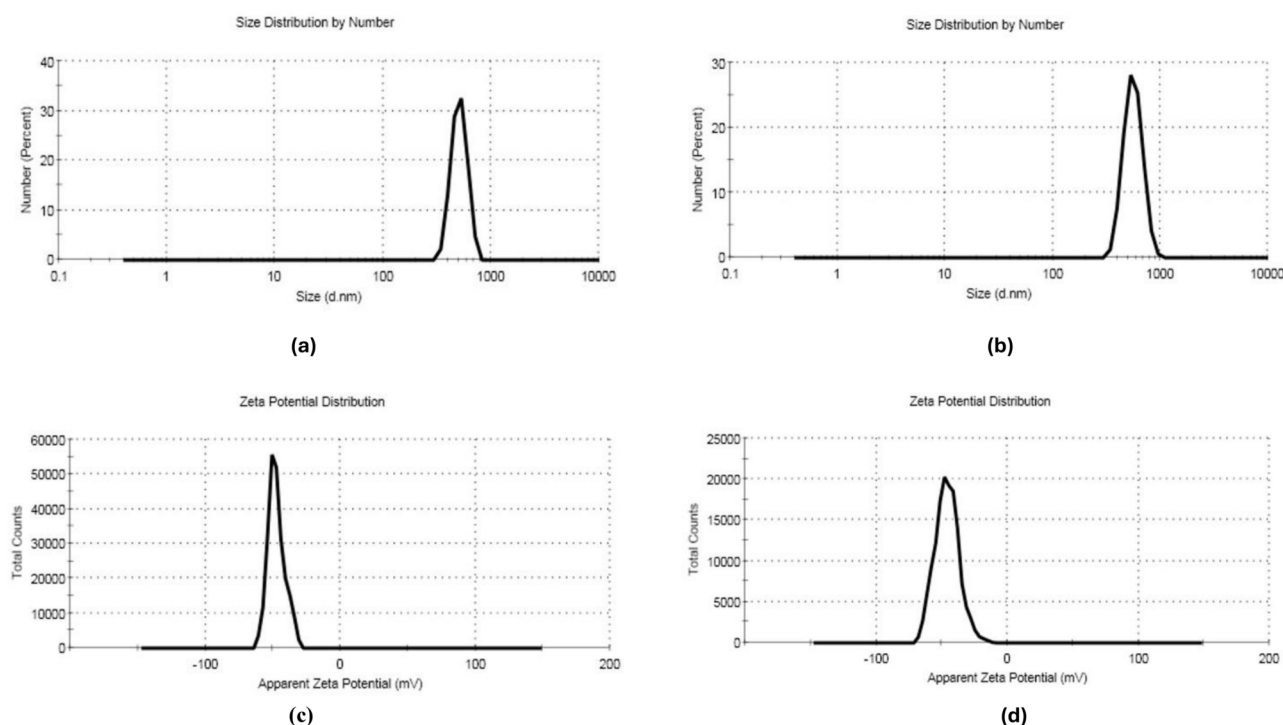 Size Distribution by Number
40
30
20
10
0
Number (Percent)
0.1 1 10 100 1000 10000
Size (d.nm)
(a)
Size Distribution by Number
30
20
10
0
Number (Percent)
0.1 1 10 100 1000 10000
Size (d.nm)
(b)
Zeta Potential Distribution
60000
50000
40000
30000
20000
10000
0
Total Counts
-100 0 100 200
Apparent Zeta Potential (mV)
(c)
Zeta Potential Distribution
25000
20000
15000
10000
5000
0
Total Counts
-100 0 100 200
Apparent Zeta Potential (mV)
(d)